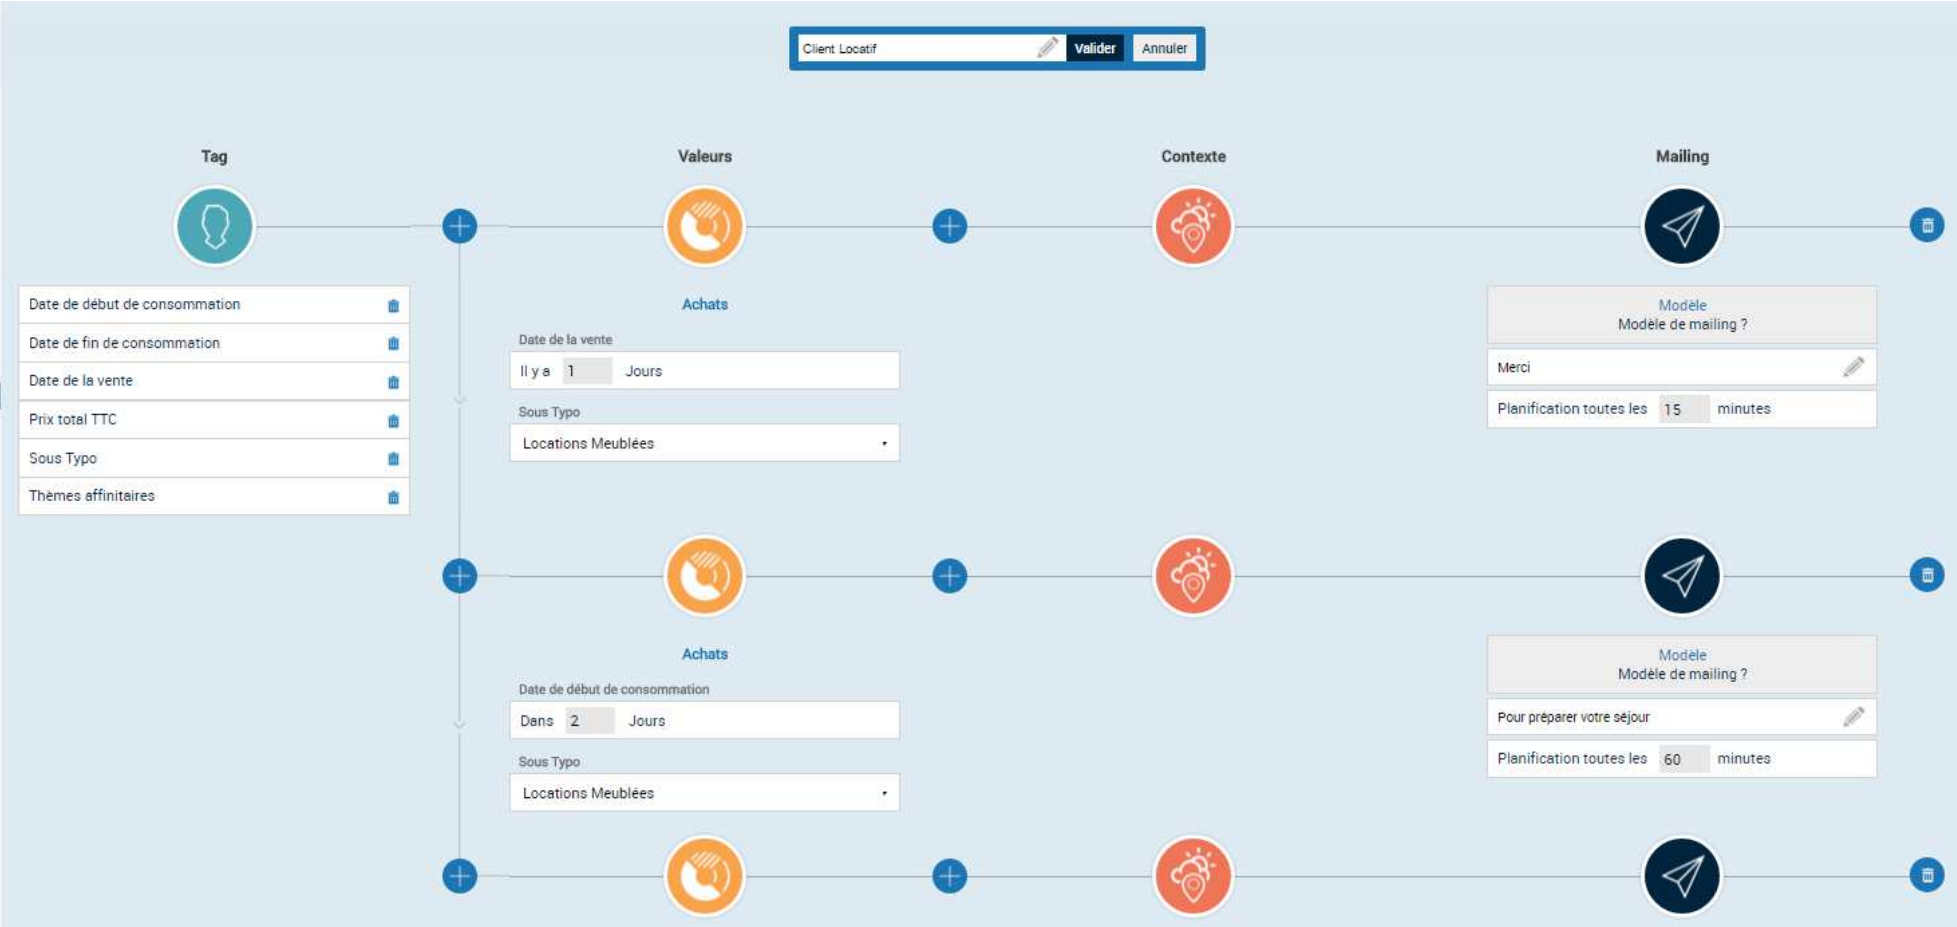 Client Locatif
Valider
Annuler
Tag
Valeurs
Contexte
Mailing
Date de début de consommation
Date de fin de consommation
Date de la vente
Prix total TTC
Sous Typo
Thèmes affinitaires
Achats
Date de la vente
Il y a 1 Jours
Sous Typo
Locations Meublées
Modèle
Modèle de mailing ?
Merci
Planification toutes les 15 minutes
Achats
Date de début de consommation
Dans 2 Jours
Sous Typo
Locations Meublées
Modèle
Modèle de mailing ?
Pour préparer votre séjour
Planification toutes les 60 minutes